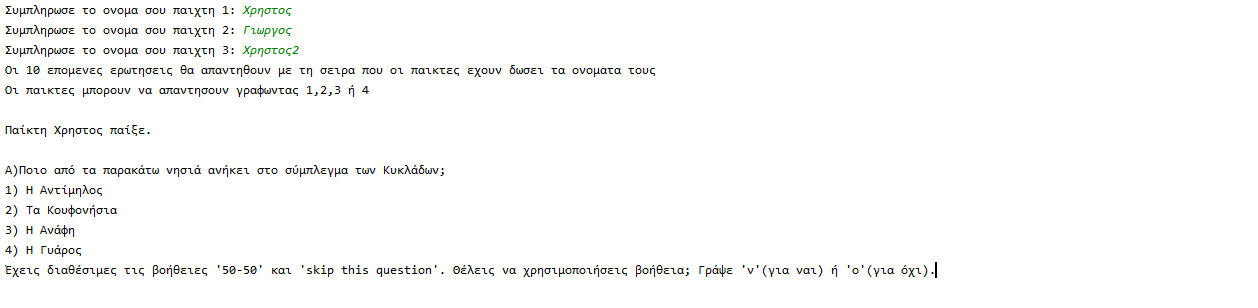 Συμπληρωσε το ονομα σου παιχτη 1: Χρηστος
Συμπληρωσε το ονομα σου παιχτη 2: Γιωργος
Συμπληρωσε το ονομα σου παιχτη 3: Χρηστος2
Οι 10 επομενες ερωτησεις θα απαντηθουν με τη σειρα που οι παικτες εχουν δωσει τα ονοματα τους
Οι παικτες μπορουν να απαντησουν γραφωντας 1,2,3 ή 4
Παίκτη Χρηστος παίξε.
Α)Ποιο από τα παρακάτω νησιά ανήκει στο σύμπλεγμα των Κυκλάδων;
1) Η Αντίμηλος
2) Τα Κουφονήσια
3) Η Ανάφη
4) Η Γυάρος
Έχεις διαθέσιμες τις βοήθειες '50-50' και 'skip this question'. Θέλεις να χρησιμοποιήσεις βοήθεια; Γράψε 'ν'(για ναι) ή 'ο'(για όχι).